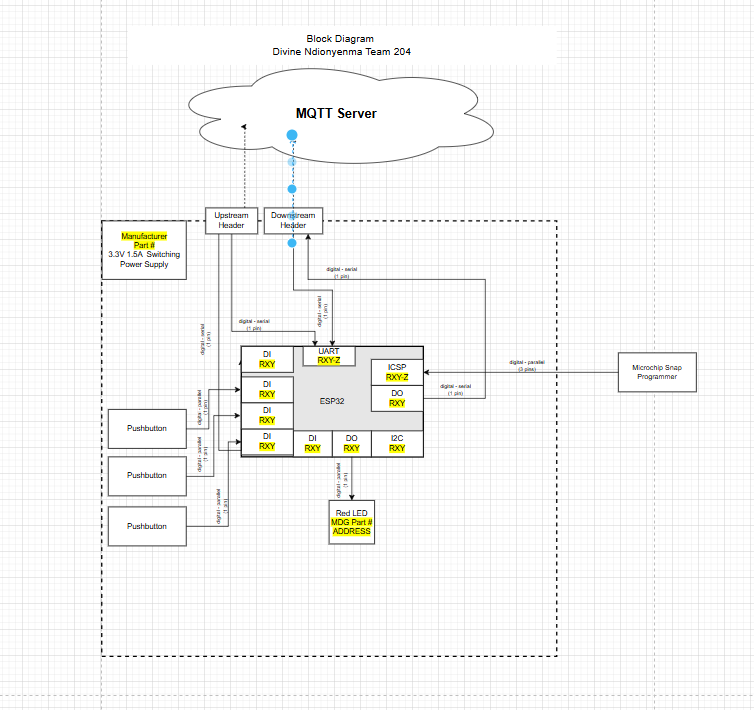 Block Diagram
Divine Ndionyenma Team 204
MQTT Server
Upstream
Header
Downstream
Header
Manufacturer
Part #
3.3V 1.5A Switching
Power Supply
digital - serial
(1 pin)
digital - serial
(1 pin)
digital - serial
(1 pin)
digital - serial
(1 pin)
DI
RXY
UART
RXY-Z
ICSP
RXY-Z
digital - parallel
(3 pins)
Microchip Snap
Programmer
DI
RXY
ESP32
DO
RXY
digital - serial
(1 pin)
digital - parallel
(1 pin)
DI
RXY
Pushbutton
DI
RXY
DI
RXY
DO
RXY
I2C
RXY
digital - parallel
(1 pin)
Pushbutton
digital - parallel
(1 pin)
digital - parallel
(1 pin)
Pushbutton
Red LED
MDG Part #
ADDRESS